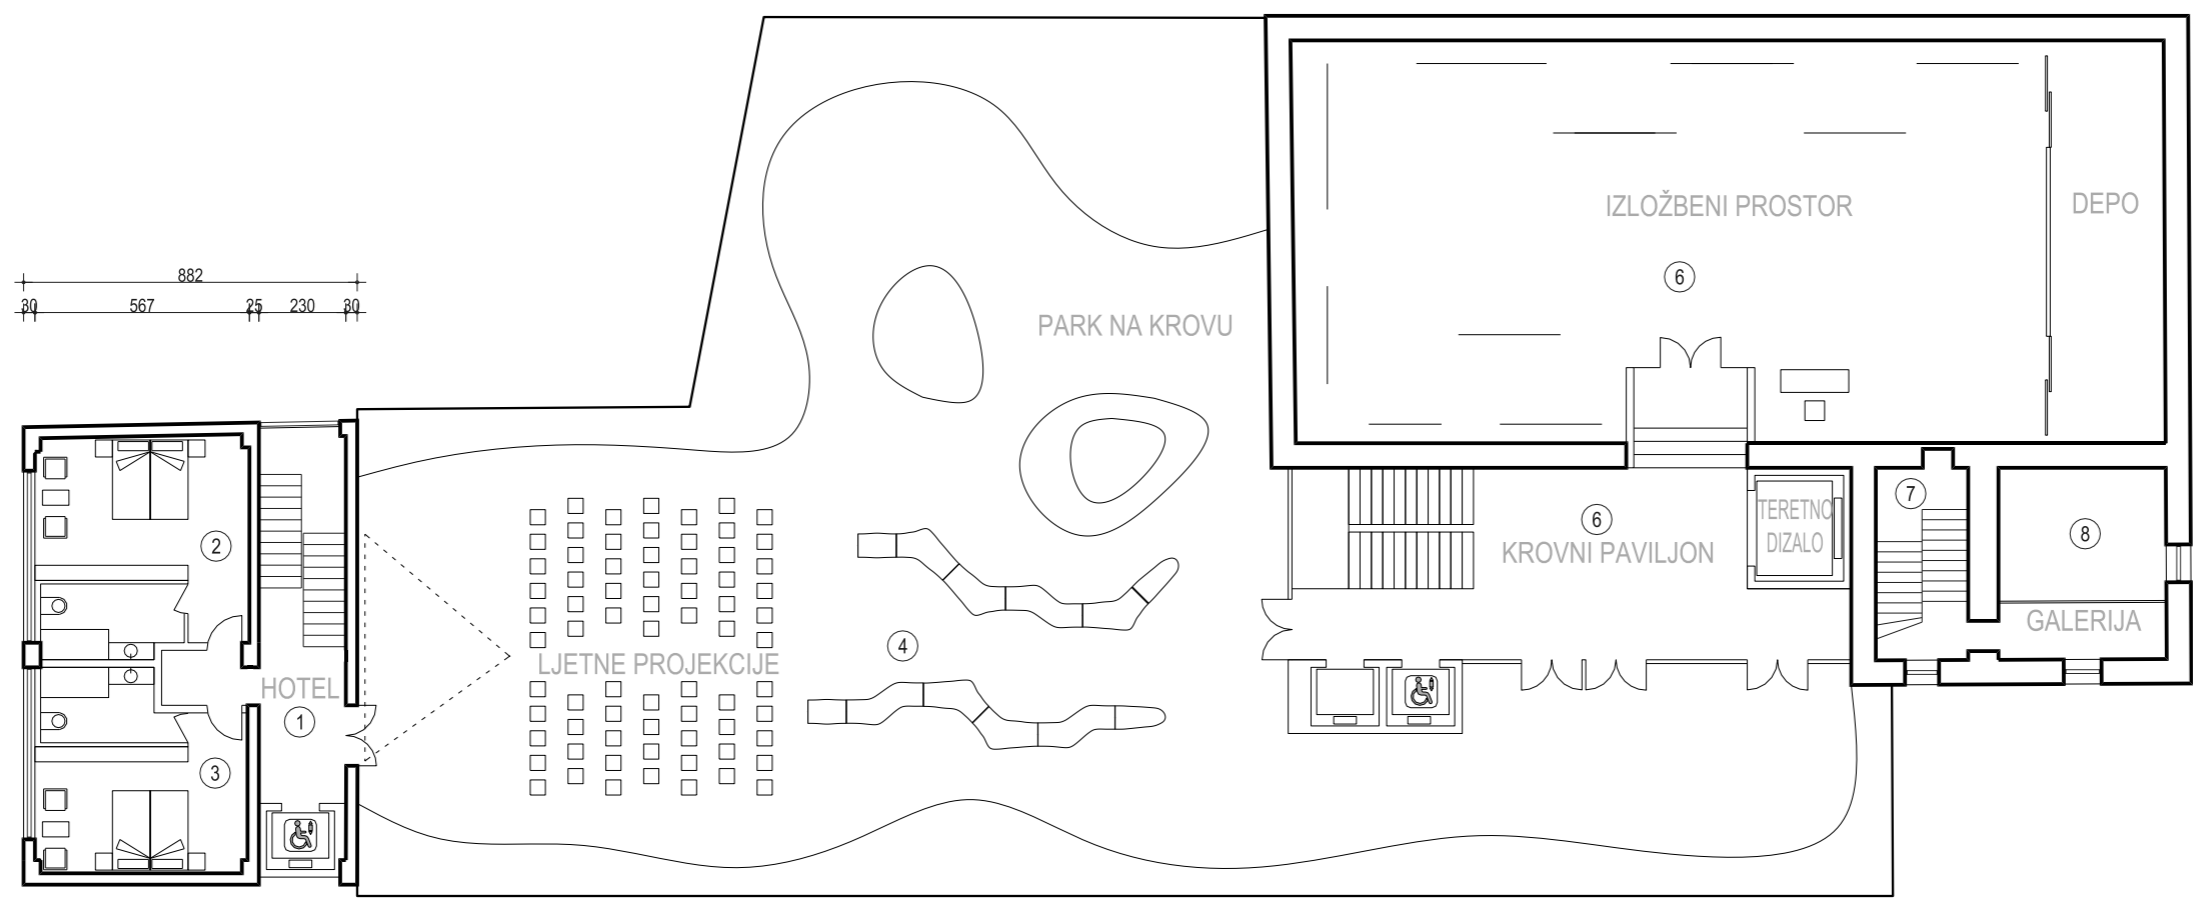 882
30 567 25 230 30
IZLOŽBENI PROSTOR
DEPO
6
PARK NA KROVU
7
TERETNO
DIZALO
6
KROVNI PAVILJON
8
GALERIJA
2
4
LJETNE PROJEKCIJE
HOTEL
1
3